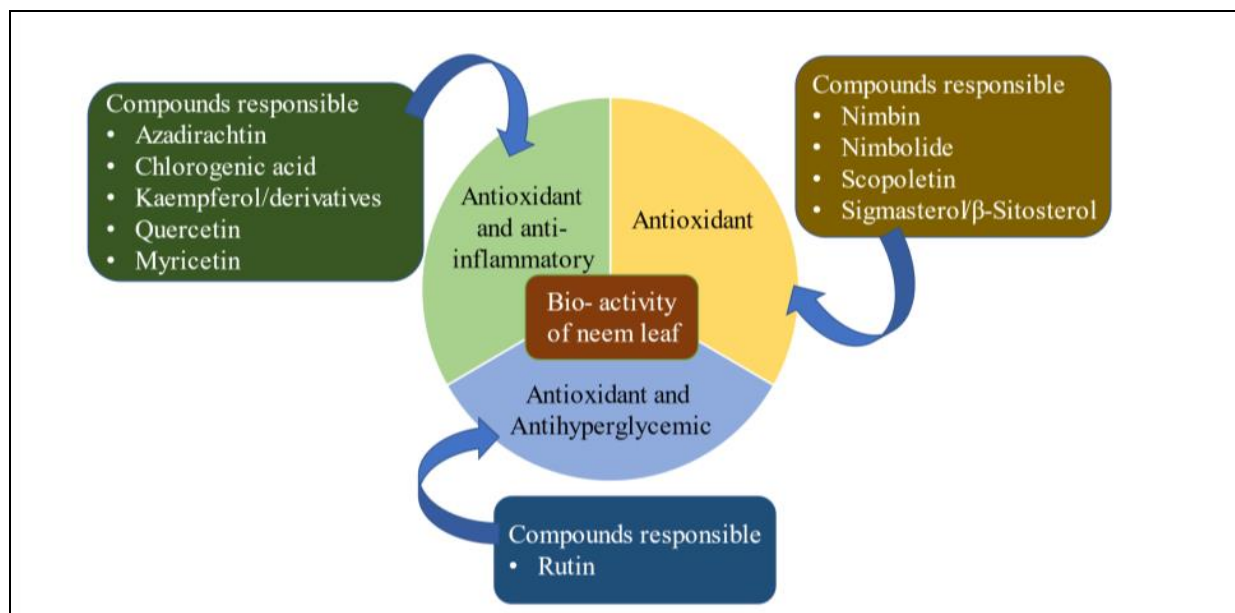 Compounds responsible
• Azadirachtin
• Chlorogenic acid
• Kaempferol/derivatives
• Quercetin
• Myricetin
Antioxidant
and anti-
inflammatory
Antioxidant
Compounds responsible
• Nimbin
• Nimbolide
• Scopoletin
• Sigmasterol/β-Sitosterol
Bio- activity
of neem leaf
Antioxidant and
Antihyperglycemic
Compounds responsible
• Rutin